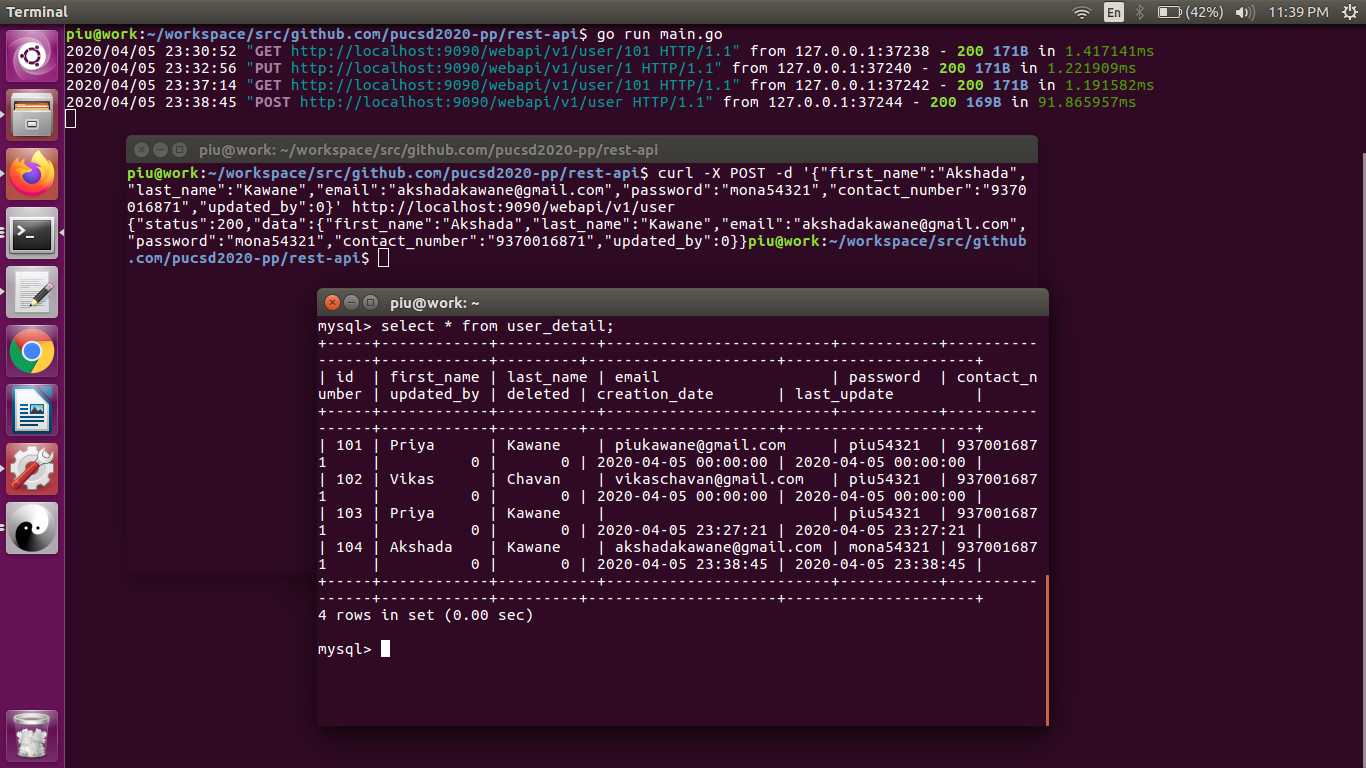 Terminal
En
(42%)
11:39 PM
piu@work:~/workspace/src/github.com/pucsd2020-pp/rest-api$ go run main.go
2020/04/05 23:30:52 "GET http://localhost:9090/webapi/v1/user/101 HTTP/1.1" from 127.0.0.1:37238 - 200 171B in 1.417141ms
2020/04/05 23:32:56 "PUT http://localhost:9090/webapi/v1/user/1 HTTP/1.1" from 127.0.0.1:37240 - 200 171B in 1.221909ms
2020/04/05 23:37:14 "GET http://localhost:9090/webapi/v1/user/101 HTTP/1.1" from 127.0.0.1:37242 - 200 171B in 1.191582ms
2020/04/05 23:38:45 "POST http://localhost:9090/webapi/v1/user HTTP/1.1" from 127.0.0.1:37244 - 200 169B in 91.865957ms
piu@work: ~/workspace/src/github.com/pucsd2020-pp/rest-api
piu@work:~/workspace/src/github.com/pucsd2020-pp/rest-api$ curl -X POST -d '{"first_name":"Akshada",
"last_name":"Kawane","email":"akshadakawane@gmail.com","password":"mona54321","contact_number":"9370
016871","updated_by":0}' http://localhost:9090/webapi/v1/user
{"status":200,"data":{"first_name":"Akshada","last_name":"Kawane","email":"akshadakawane@gmail.com",
"password":"mona54321","contact_number":"9370016871","updated_by":0}}piu@work:~/workspace/src/github
.com/pucsd2020-pp/rest-api$
piu@work: ~
mysql> select * from user_detail;
+-----+------------+-----------+-------------------------+-----------+----------
------+------------+---------+---------------------+---------------------+
| id  | first_name | last_name | email                   | password  | contact_n
umber | updated_by | deleted | creation_date       | last_update         |
+-----+------------+-----------+-------------------------+-----------+----------
------+------------+---------+---------------------+---------------------+
| 101 | Priya      | Kawane    | piukawane@gmail.com     | piu54321  | 937001687
1     |          0 |       0 | 2020-04-05 00:00:00 | 2020-04-05 00:00:00 |
| 102 | Vikas      | Chavan    | vikaschavan@gmail.com   | piu54321  | 937001687
1     |          0 |       0 | 2020-04-05 00:00:00 | 2020-04-05 00:00:00 |
| 103 | Priya      | Kawane    |                         | piu54321  | 937001687
1     |          0 |       0 | 2020-04-05 23:27:21 | 2020-04-05 23:27:21 |
| 104 | Akshada    | Kawane    | akshadakawane@gmail.com | mona54321 | 937001687
1     |          0 |       0 | 2020-04-05 23:38:45 | 2020-04-05 23:38:45 |
+-----+------------+-----------+-------------------------+-----------+----------
------+------------+---------+---------------------+---------------------+
4 rows in set (0.00 sec)
mysql>